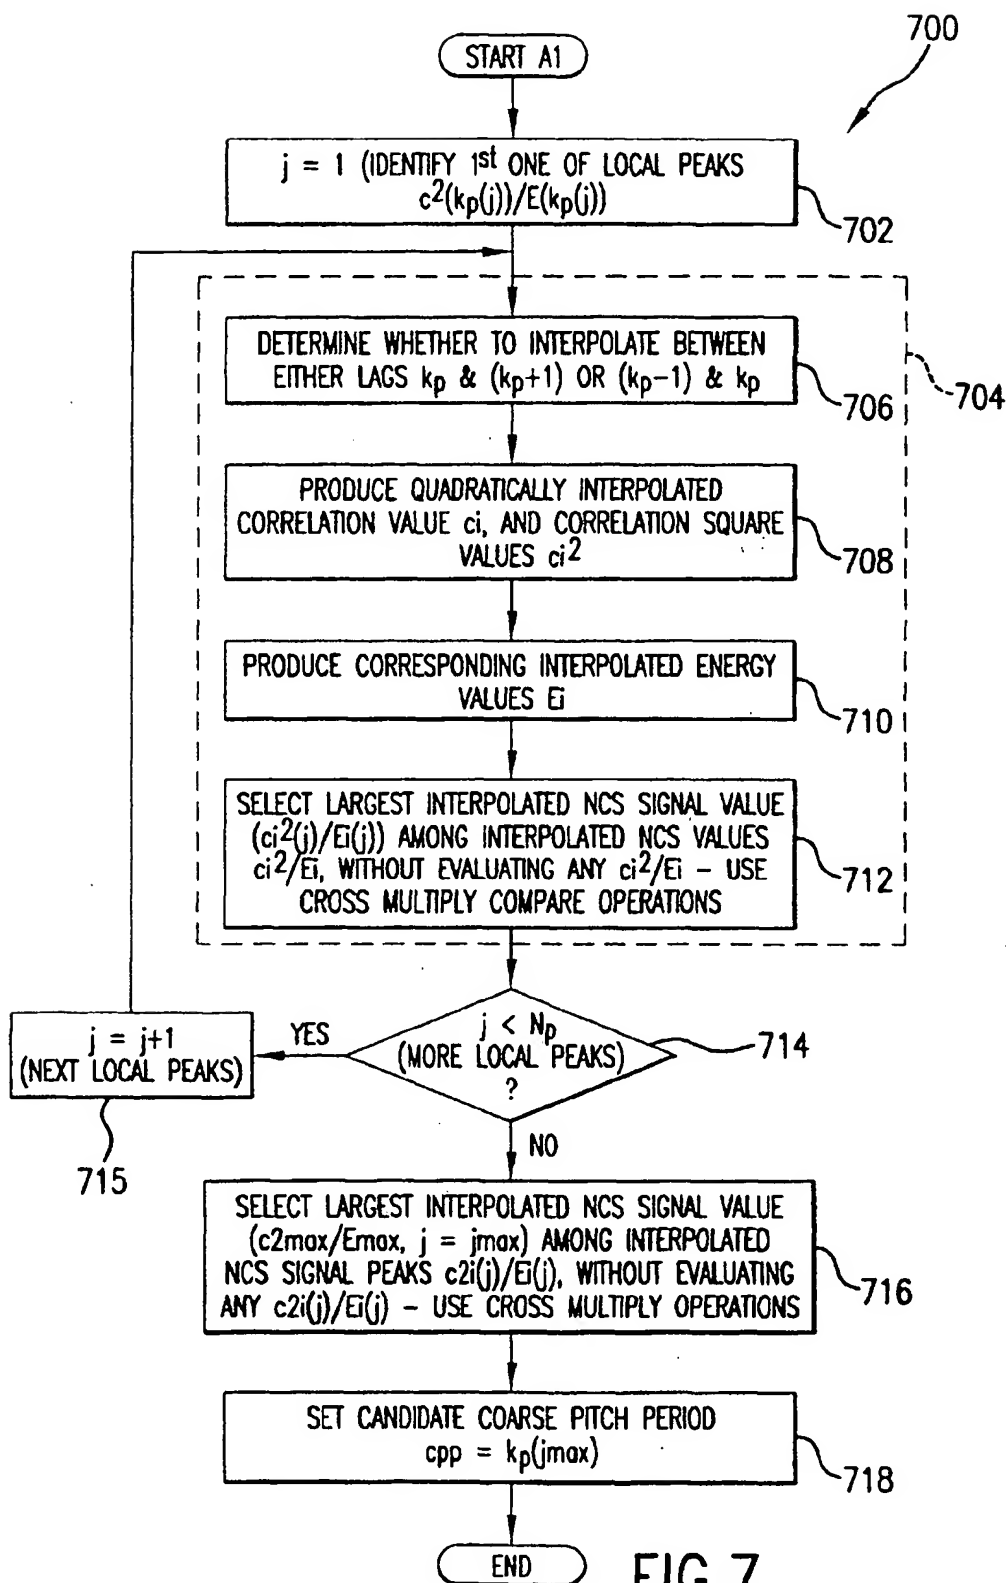 700
START A1
j = 1 (IDENTIFY 1st ONE OF LOCAL PEAKS
c²(kp(j))/E(kp(j))
702
DETERMINE WHETHER TO INTERPOLATE BETWEEN
EITHER LAGS kp & (kp+1) OR (kp-1) & kp
704
706
PRODUCE QUADRATICALLY INTERPOLATED
CORRELATION VALUE ci, AND CORRELATION SQUARE
VALUES ci²
708
PRODUCE CORRESPONDING INTERPOLATED ENERGY
VALUES Ei
710
SELECT LARGEST INTERPOLATED NCS SIGNAL VALUE
(ci²(j)/Ei(j)) AMONG INTERPOLATED NCS VALUES
ci²/Ei, WITHOUT EVALUATING ANY ci²/Ei – USE
CROSS MULTIPLY COMPARE OPERATIONS
712
j < Np
(MORE LOCAL PEAKS)
?
714
YES
j = j+1
(NEXT LOCAL PEAKS)
715
NO
SELECT LARGEST INTERPOLATED NCS SIGNAL VALUE
(c2max/Emax, j = jmax) AMONG INTERPOLATED
NCS SIGNAL PEAKS c2i(j)/Ei(j), WITHOUT EVALUATING
ANY c2i(j)/Ei(j) – USE CROSS MULTIPLY OPERATIONS
716
SET CANDIDATE COARSE PITCH PERIOD
cpp = kp(jmax)
718
END
FIG.7